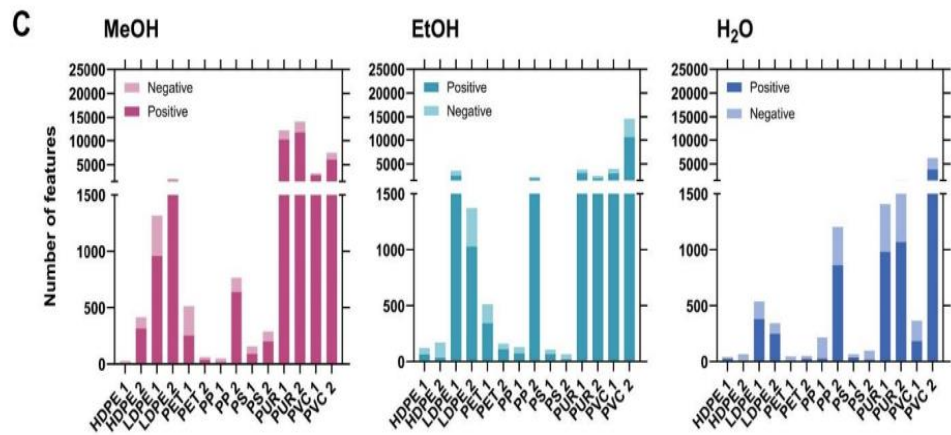 C
MeOH
EtOH
H₂O
Number of features
25000
20000
15000
10000
5000
1500
1000
500
0
Negative
Positive
HDPE 1
HDPE 2
LDPE 1
LDPE 2
PET 1
PET 2
PP 1
PP 2
PS 1
PS 2
PUR 1
PUR 2
PVC 1
PVC 2
25000
20000
15000
10000
5000
1500
1000
500
0
Positive
Negative
HDPE 1
HDPE 2
LDPE 1
LDPE 2
PET 1
PET 2
PP 1
PP 2
PS 1
PS 2
PUR 1
PUR 2
PVC 1
PVC 2
25000
20000
15000
10000
5000
1500
1000
500
0
Positive
Negative
HDPE 1
HDPE 2
LDPE 1
LDPE 2
PET 1
PET 2
PP 1
PP 2
PS 1
PS 2
PUR 1
PUR 2
PVC 1
PVC 2